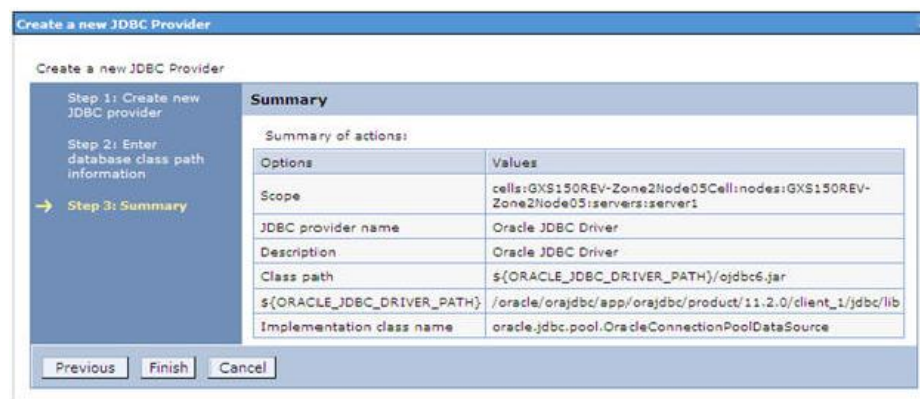 Create a new JDBC Provider
Create a new JDBC Provider
Step 1: Create new
JDBC provider
Step 2: Enter
database class path
information
Step 3: Summary
Summary
Summary of actions:
Options Values
Scope cells:GXS150REV-Zone2Node05Cell:nodes:GXS150REV-
Zone2Node05:servers:server1
JDBC provider name Oracle JDBC Driver
Description Oracle JDBC Driver
Class path ${ORACLE_JDBC_DRIVER_PATH}/ojdbc6.jar
${ORACLE_JDBC_DRIVER_PATH} /oracle/orajdbc/app/orajdbc/product/11.2.0/client_1/jdbc/lib
Implementation class name oracle.jdbc.pool.OracleConnectionPoolDataSource
Previous Finish Cancel